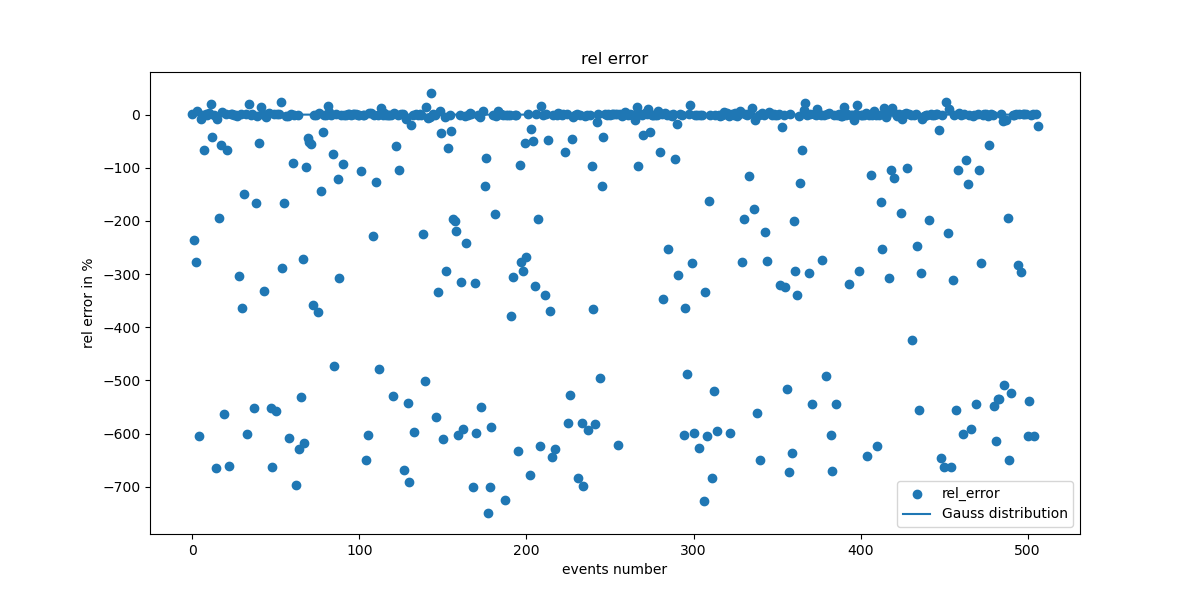 rel error
0
−100
−200
−300
−400
−500
−600
−700
rel error in %
0
100
200
300
400
500
events number
rel_error
Gauss distribution